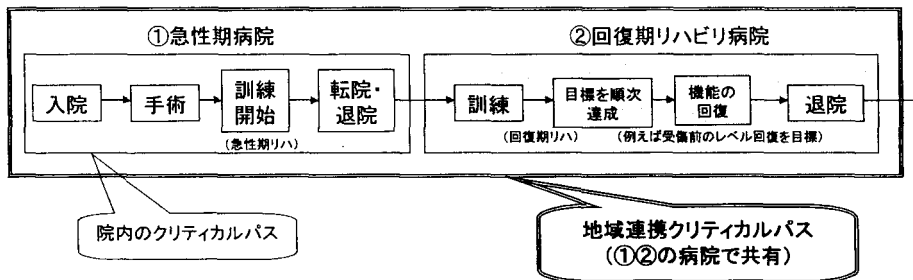 ①急性期病院
②回復期リハビリ病院
入院
手術
訓練
開始
転院・
退院
訓練
目標を順次
達成
機能の
回復
退院
(急性期リハ)
(回復期リハ)
(例えば受傷前のレベル回復を目標)
院内のクリティカルパス
地域連携クリティカルパス
(①②の病院で共有)